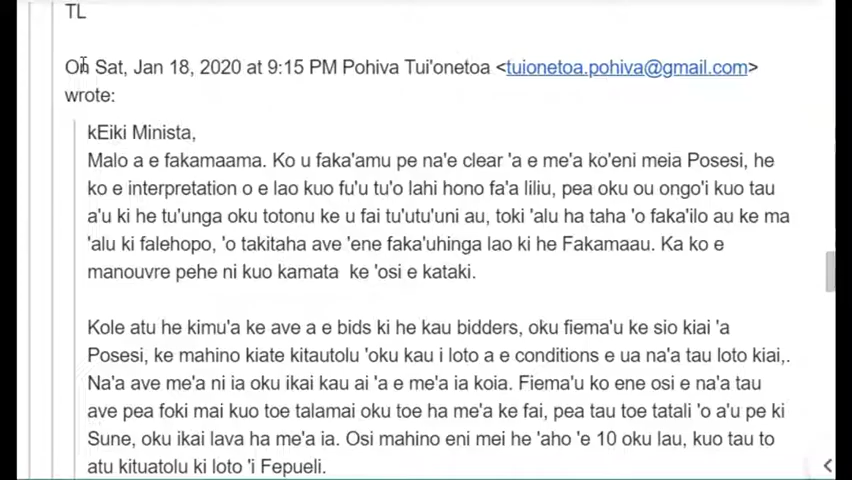 TL
On Sat, Jan 18, 2020 at 9:15 PM Pohiva Tui'onetoa <tuionetoa.pohiva@gmail.com>
wrote:
kEiki Minista,
Malo a e fakamaama. Ko u faka'amu pe na'e clear 'a e me'a ko'eni meia Posesi, he
ko e interpretation o e lao kuo fu'u tu'o lahi hono fa'a liliu, pea oku ou ongo'i kuo tau
a'u ki he tu'unga oku totonu ke u fai tu'utu'uni au, toki 'alu ha taha 'o faka'ilo au ke ma
'alu ki falehopo, 'o takitaha ave 'ene faka'uhinga lao ki he Fakamaau. Ka ko e
manouvre pehe ni kuo kamata ke 'osi e kataki.
Kole atu he kimu'a ke ave a e bids ki he kau bidders, oku fiema'u ke sio kiai 'a
Posesi, ke mahino kiate kitautolu 'oku kau i loto a e conditions e ua na'a tau loto kiai,.
Na'a ave me'a ni ia oku ikai kau ai 'a e me'a ia koia. Fiema'u ko ene osi e na'a tau
ave pea foki mai kuo toe talamai oku toe ha me'a ke fai, pea tau toe tatali 'o a'u pe ki
Sune, oku ikai lava ha me'a ia. Osi mahino eni mei he 'aho 'e 10 oku lau, kuo tau to
atu kituatolu ki loto 'i Fepueli.